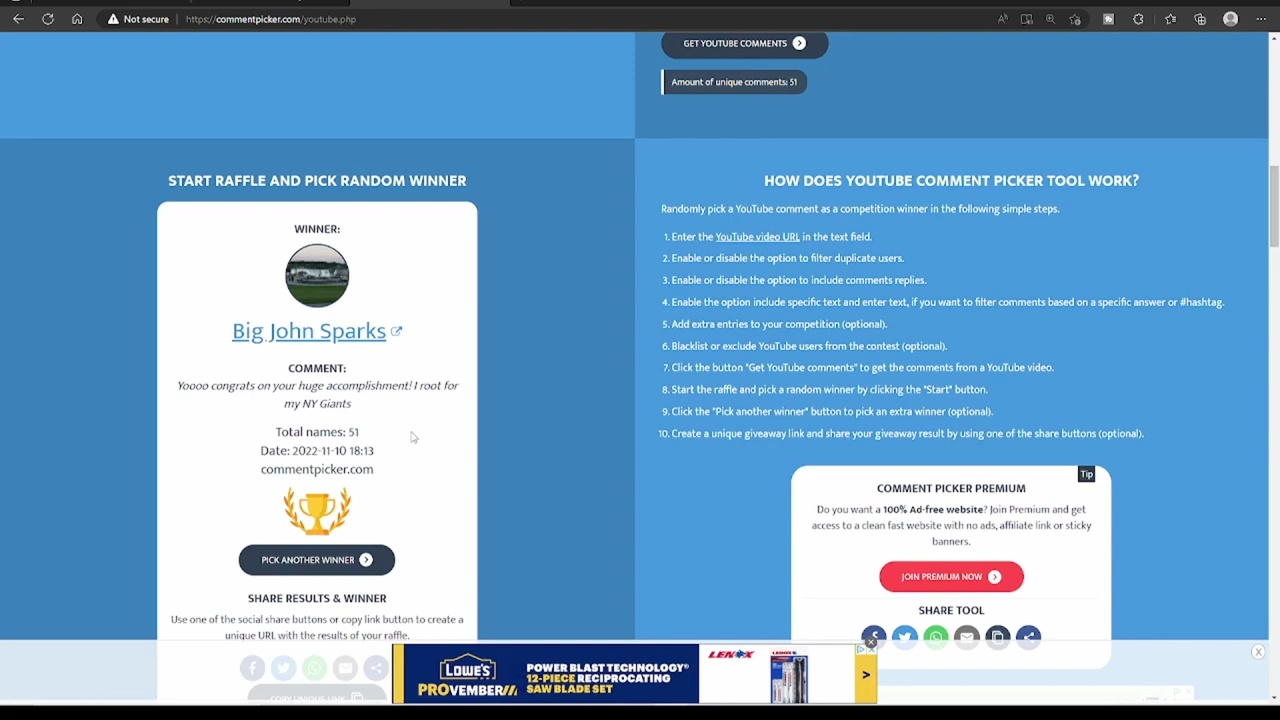 Not secure
https://commentpicker.com/youtube.php
GET YOUTUBE COMMENTS
Amount of unique comments: 51
START RAFFLE AND PICK RANDOM WINNER
WINNER:
Big John Sparks
COMMENT:
Yoooo congrats on your huge accomplishment! I root for
my NY Giants
Total names: 51
Date: 2022-11-10 18:13
commentpicker.com
PICK ANOTHER WINNER
SHARE RESULTS & WINNER
Use one of the social share buttons or copy link button to create a
unique URL with the results of your raffle.
COPY UNIQUE LINK
HOW DOES YOUTUBE COMMENT PICKER TOOL WORK?
Randomly pick a YouTube comment as a competition winner in the following simple steps.
1. Enter the YouTube video URL in the text field.
2. Enable or disable the option to filter duplicate users.
3. Enable or disable the option to include comments replies.
4. Enable the option include specific text and enter text, if you want to filter comments based on a specific answer or #hashtag.
5. Add extra entries to your competition (optional).
6. Blacklist or exclude YouTube users from the contest (optional).
7. Click the button "Get YouTube comments" to get the comments from a YouTube video.
8. Start the raffle and pick a random winner by clicking the "Start" button.
9. Click the "Pick another winner" button to pick an extra winner (optional).
10. Create a unique giveaway link and share your giveaway result by using one of the share buttons (optional).
Tip
COMMENT PICKER PREMIUM
Do you want a 100% Ad-free website? Join Premium and get
access to a clean fast website with no ads, affiliate link or sticky
banners.
JOIN PREMIUM NOW
SHARE TOOL
LOWE'S
PROVEMBER
POWER BLAST TECHNOLOGY®
12-PIECE RECIPROCATING
SAW BLADE SET
LENOX